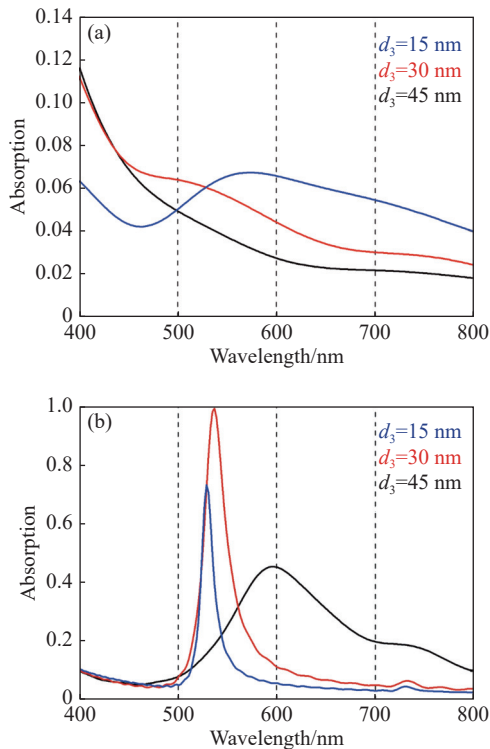 (a)
d₃=15 nm
d₃=30 nm
d₃=45 nm
0.14
0.12
0.10
0.08
0.06
0.04
0.02
0
Absorption
400 500 600 700 800
Wavelength/nm
(b)
d₃=15 nm
d₃=30 nm
d₃=45 nm
1.0
0.8
0.6
0.4
0.2
0
Absorption
400 500 600 700 800
Wavelength/nm